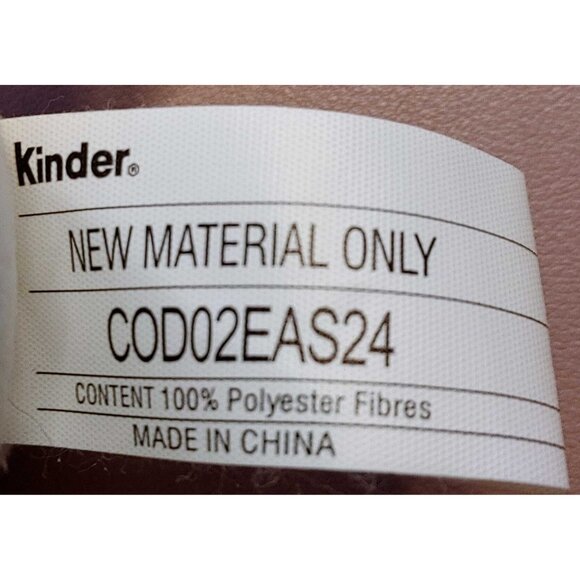 Kinder®
NEW MATERIAL ONLY
COD02EAS24
CONTENT 100% Polyester Fibres
MADE IN CHINA